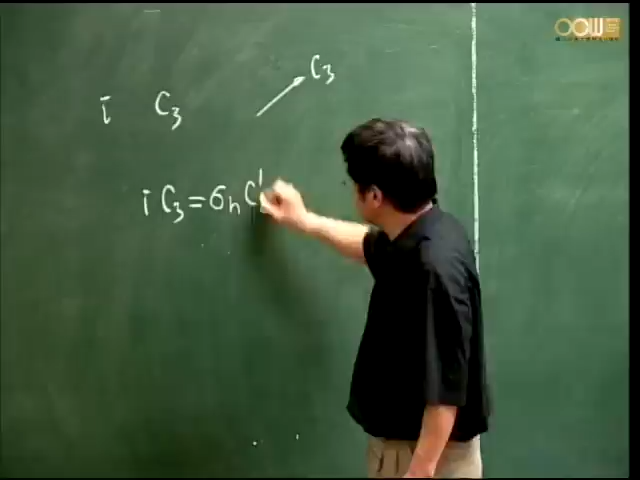 C₃
i C₃
i C₃ = σₕ C'
OCW